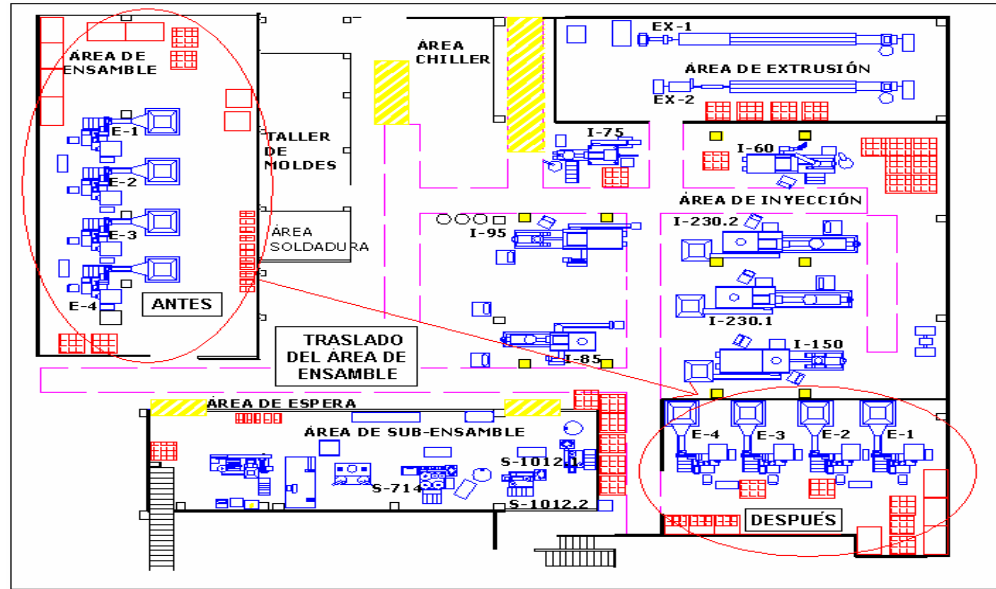 EX-1
ÁREA DE
ENSAMBLE
ÁREA
CHILLER
ÁREA DE EXTRUSIÓN
EX-2
E-1
TALLER
DE
MOLDES
I-75
I-60
E-2
ÁREA DE INYECCIÓN
I-230.2
E-3
ÁREA
SOLDADURA
I-95
E-4
ANTES
I-230.1
TRASLADO
DEL ÁREA DE
ENSAMBLE
I-85
I-150
ÁREA DE ESPERA
ÁREA DE SUB-ENSAMBLE
E-4
E-3
E-2
E-1
S-714
S-1012.
S-1012.2
DESPUÉS